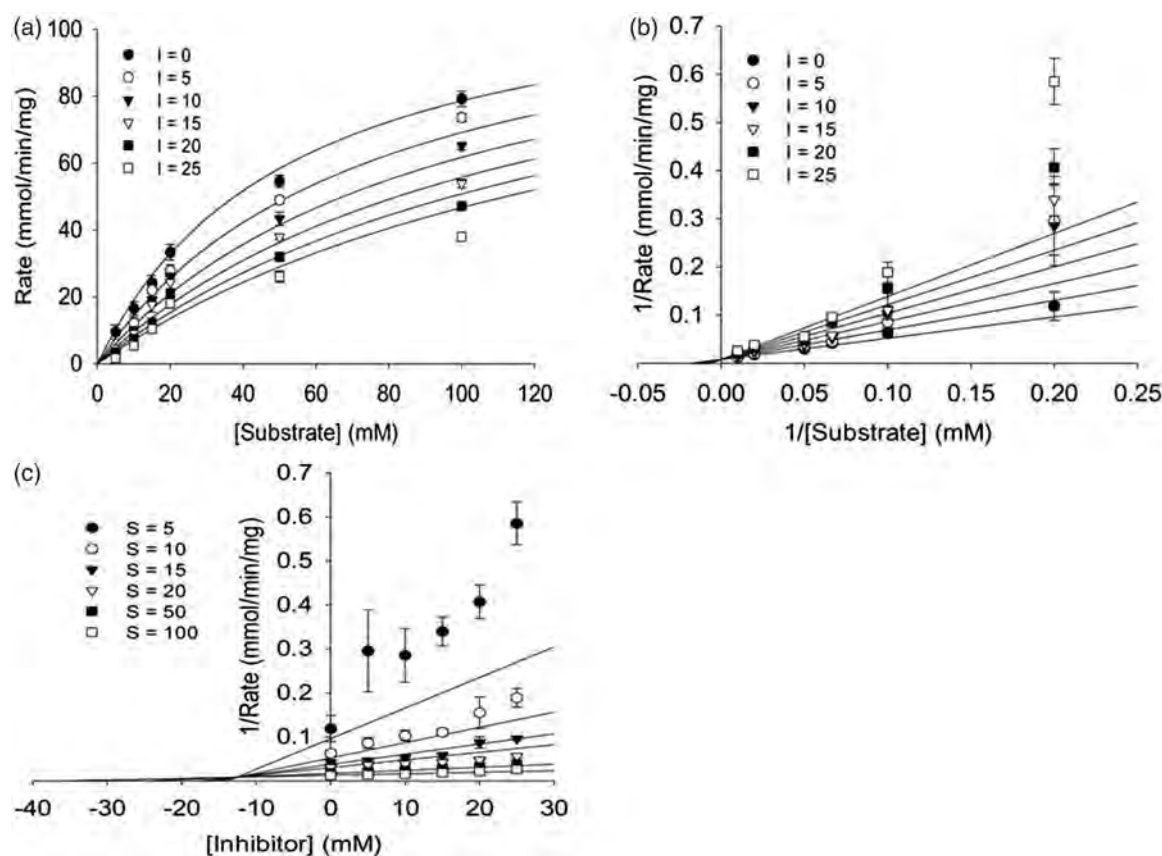 (a)
100
80
60
40
20
0
Rate (mmol/min/mg)
I = 0
I = 5
I = 10
I = 15
I = 20
I = 25
0 20 40 60 80 100 120
[Substrate] (mM)
(b)
0.7
0.6
0.5
0.4
0.3
0.2
0.1
1/Rate (mmol/min/mg)
I = 0
I = 5
I = 10
I = 15
I = 20
I = 25
-0.05 0.00 0.05 0.10 0.15 0.20 0.25
1/[Substrate] (mM)
(c)
S = 5
S = 10
S = 15
S = 20
S = 50
S = 100
0.7
0.6
0.5
0.4
0.3
0.2
0.1
1/Rate (mmol/min/mg)
-40 -30 -20 -10 0 10 20 30
[Inhibitor] (mM)